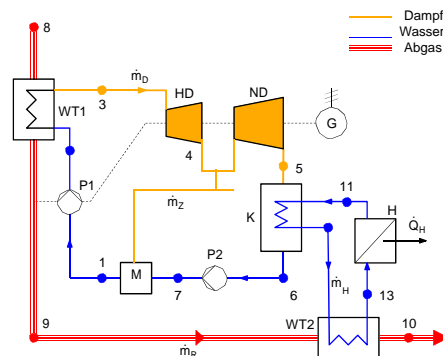 Dampf
Wasser
Abgas
8
ṁD
HD
ND
3
WT1
4
G
5
P1
11
H
Q̇H
ṁZ
K
P2
M
ṁH
1
7
6
13
9
WT2
10
ṁR